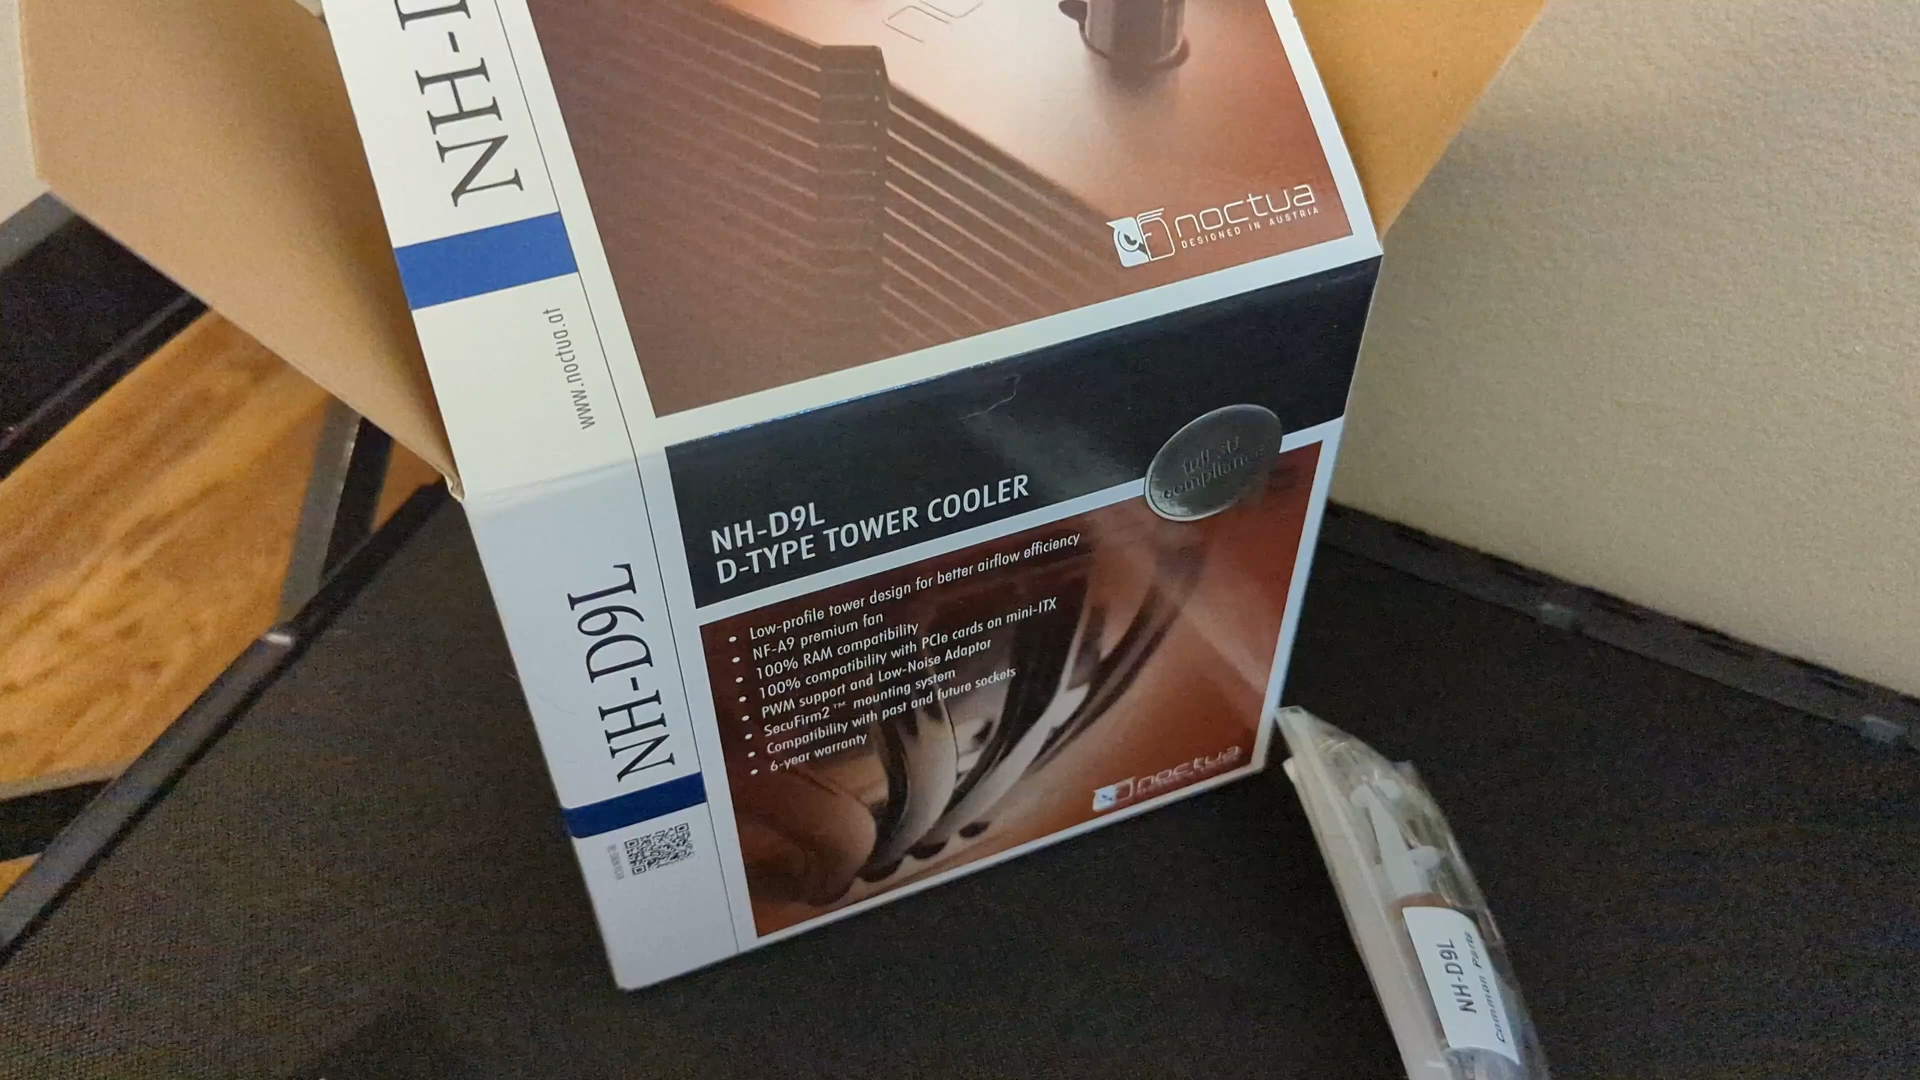 NH-
noctua
DESIGNED IN AUSTRIA
www.noctua.at
NH-D9L
D-TYPE TOWER COOLER
full 3U
compliance
• Low-profile tower design for better airflow efficiency
• NF-A9 premium fan
• 100% RAM compatibility
• 100% compatibility with PCIe cards on mini-ITX
• PWM support and Low-Noise Adaptor
• SecuFirm2™ mounting system
• Compatibility with past and future sockets
• 6-year warranty
noctua
NH-D9L
NH-D9L
Common Parts